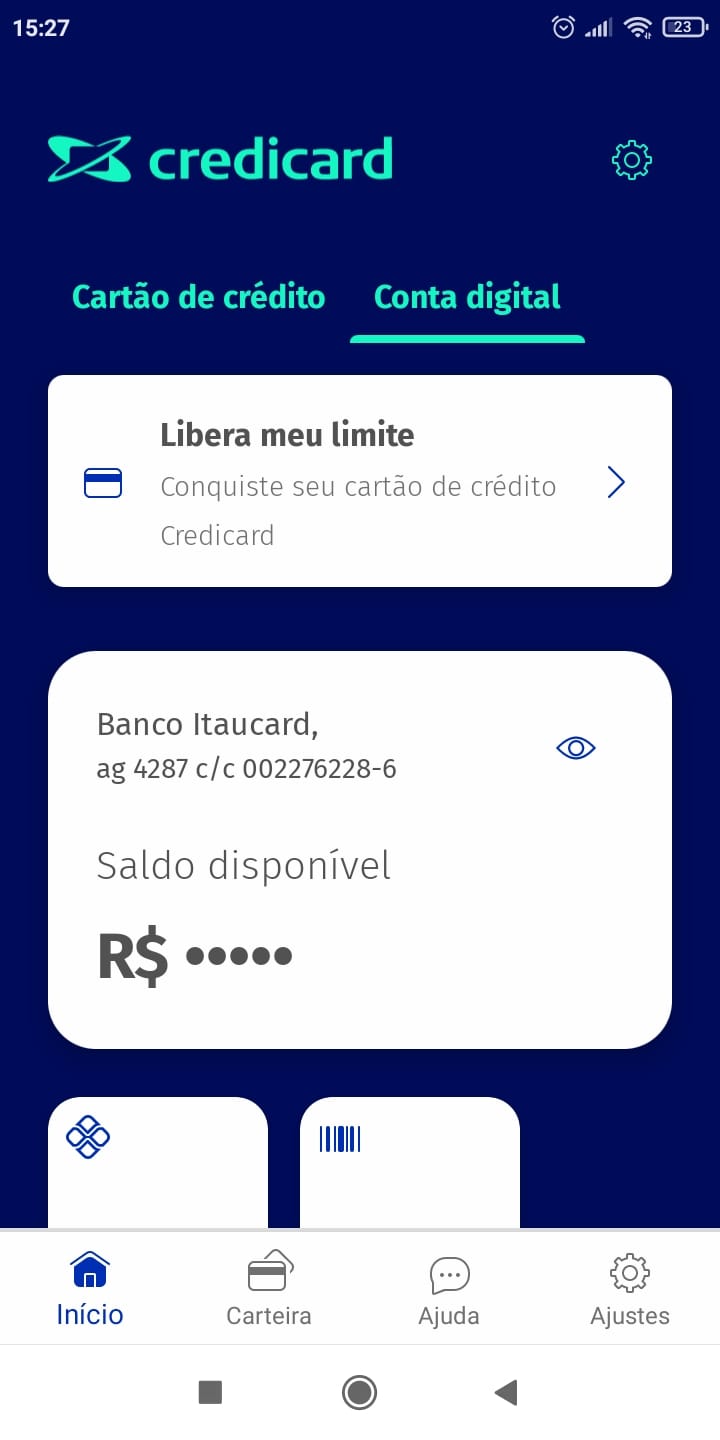 15:27
23
credicard
Cartão de crédito
Conta digital
Libera meu limite
Conquiste seu cartão de crédito
Credicard
Banco Itaucard,
ag 4287 c/c 002276228-6
Saldo disponível
R$ •••••
Início
Carteira
Ajuda
Ajustes